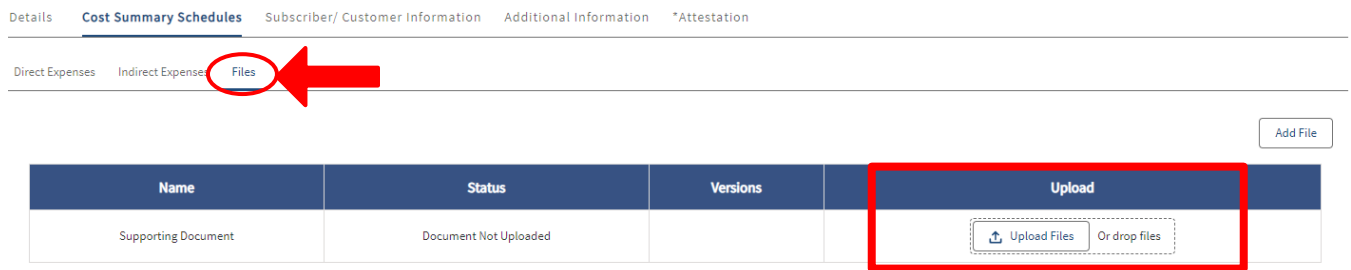 Details Cost Summary Schedules Subscriber/ Customer Information Additional Information *Attestation
Direct Expenses Indirect Expenses Files
Add File
Name Status Versions Upload
Supporting Document Document Not Uploaded Upload Files Or drop files